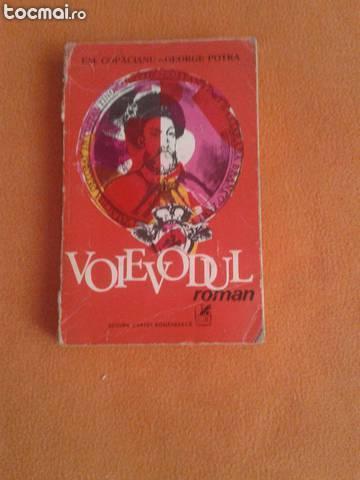 tocmai.ro
EM. COPĂCIANU - GEORGE POTRA
VOIEVODUL
roman
EDITURA CARTEA ROMÂNEASCĂ